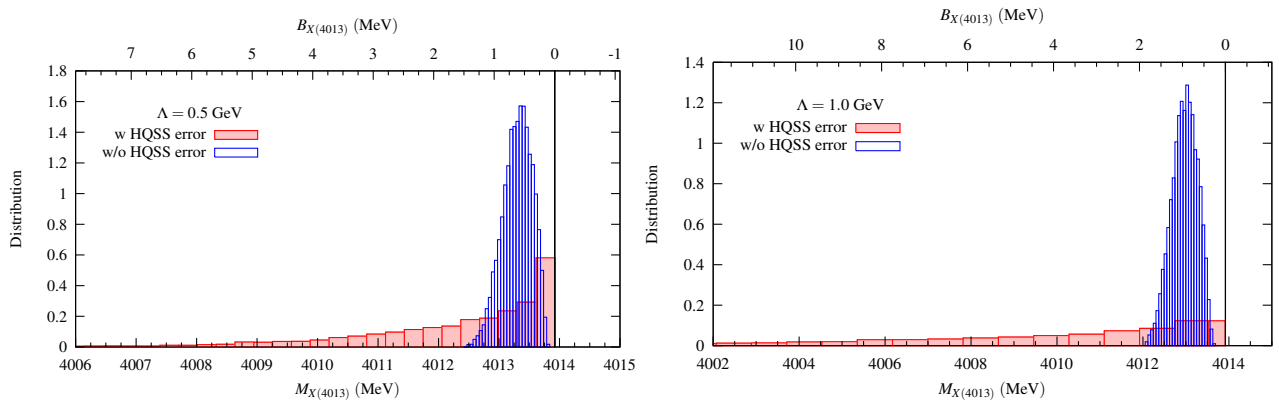 B_X(4013) (MeV)
7 6 5 4 3 2 1 0 -1
1.8
1.6
1.4
1.2
1
0.8
0.6
0.4
0.2
0
Distribution
Λ = 0.5 GeV
w HQSS error
w/o HQSS error
4006 4007 4008 4009 4010 4011 4012 4013 4014 4015
M_X(4013) (MeV)
B_X(4013) (MeV)
10 8 6 4 2 0
1.4
1.2
1
0.8
0.6
0.4
0.2
0
Distribution
Λ = 1.0 GeV
w HQSS error
w/o HQSS error
4002 4004 4006 4008 4010 4012 4014
M_X(4013) (MeV)